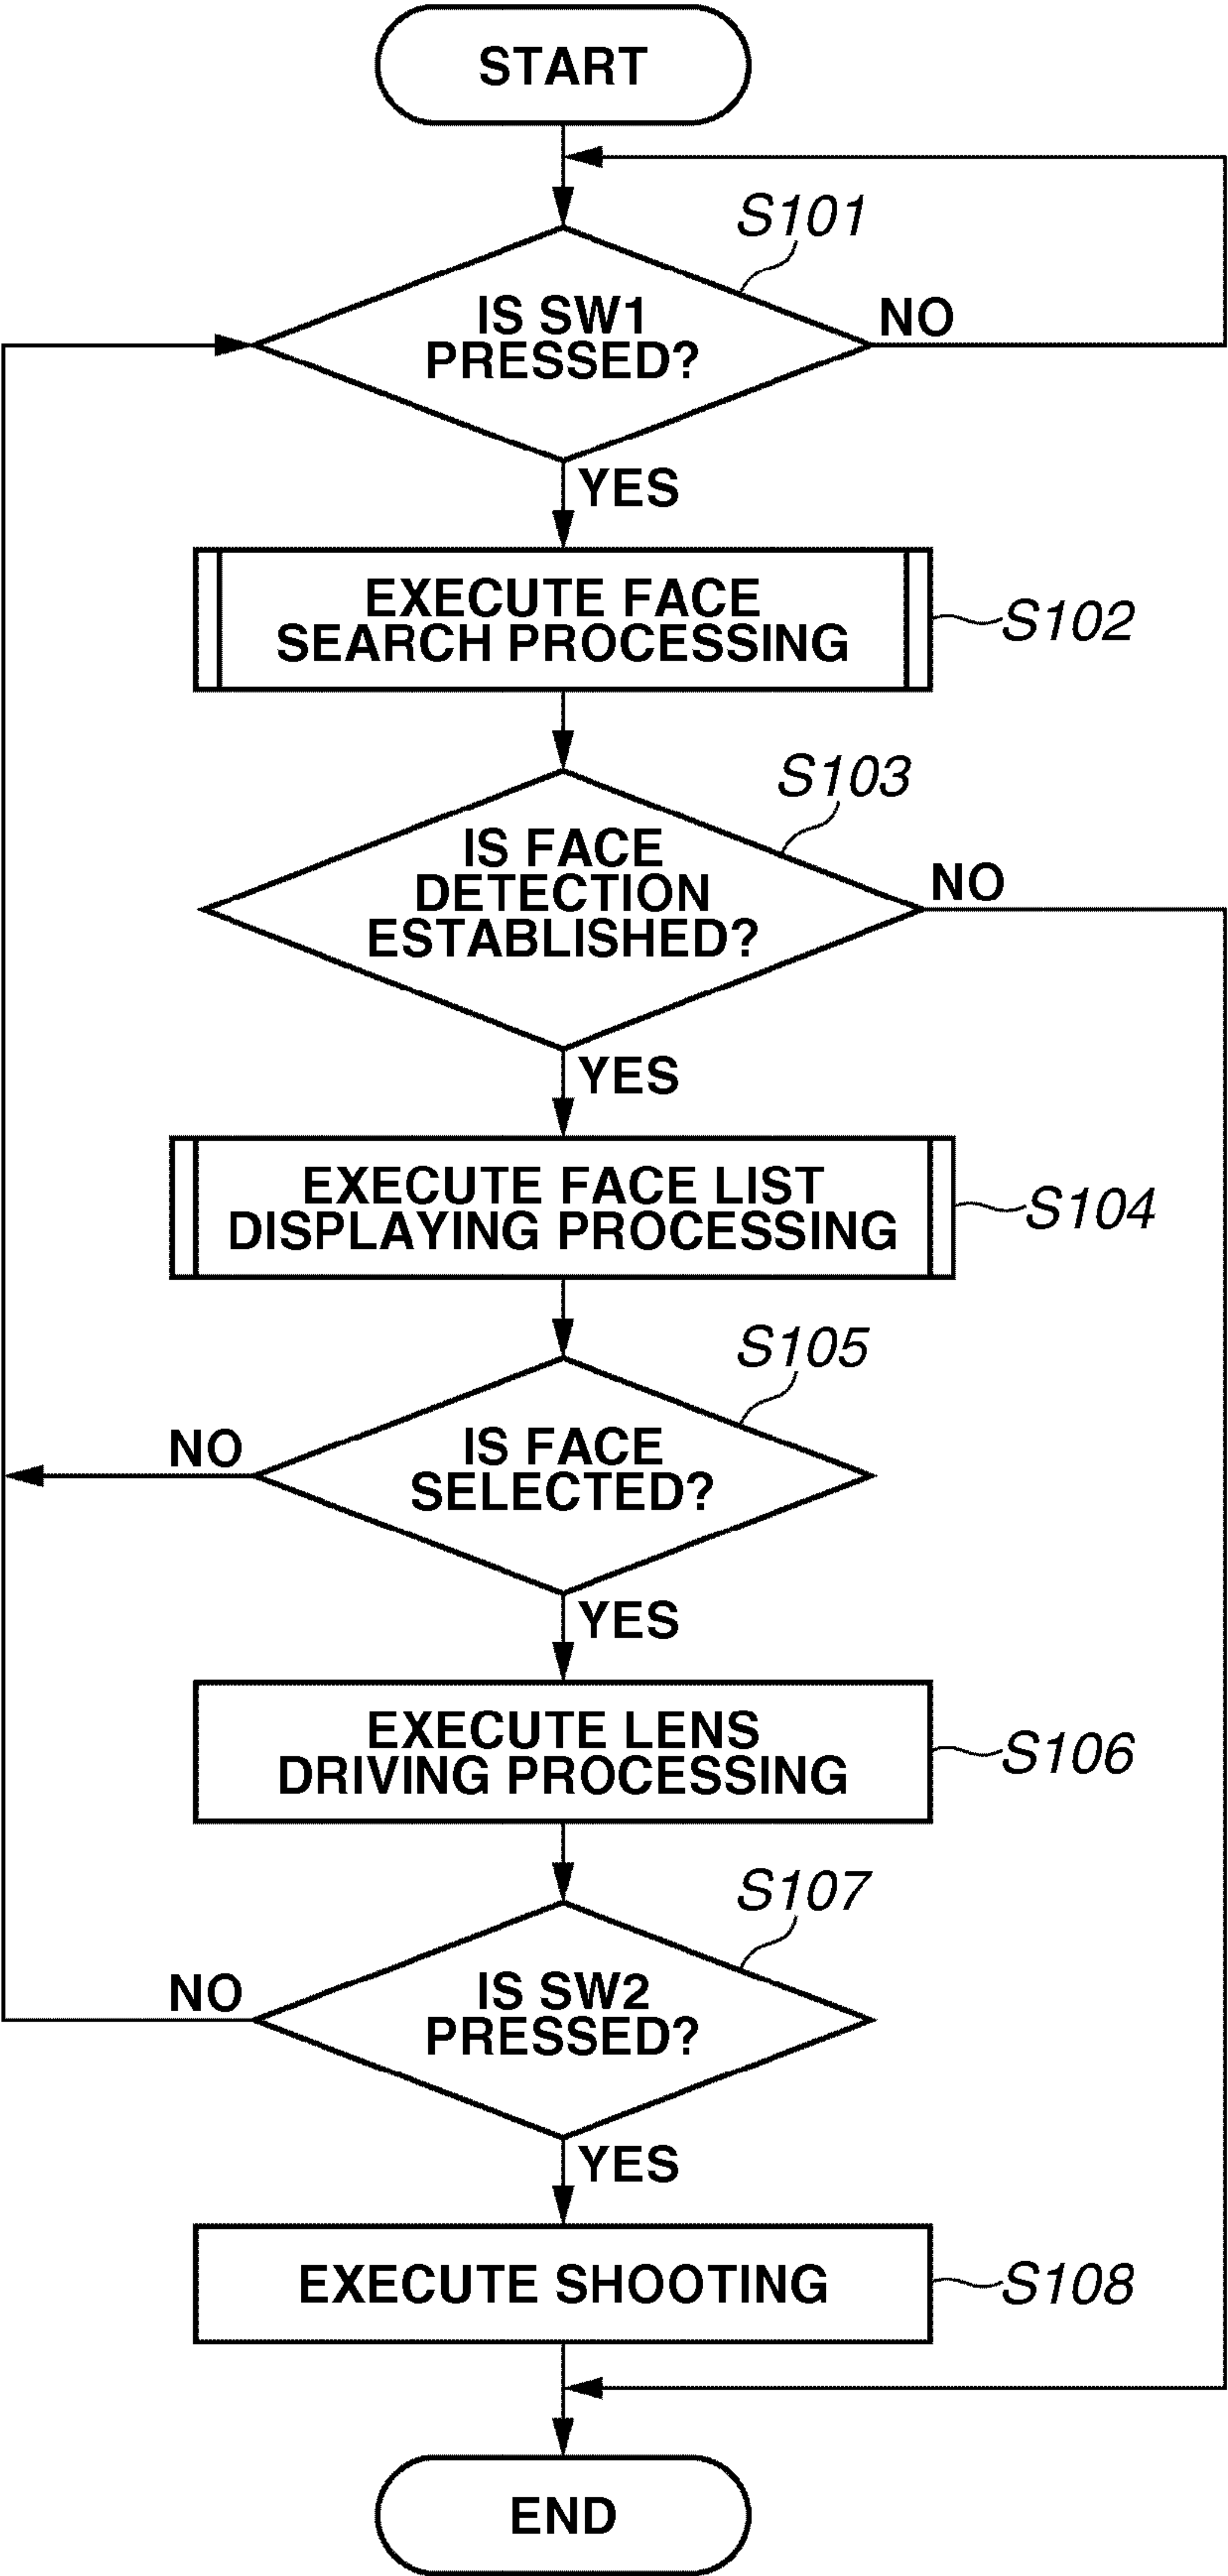 START
S101
IS SW1
PRESSED?
NO
YES
EXECUTE FACE
SEARCH PROCESSING
S102
S103
IS FACE
DETECTION
ESTABLISHED?
NO
YES
EXECUTE FACE LIST
DISPLAYING PROCESSING
S104
S105
NO
IS FACE
SELECTED?
YES
EXECUTE LENS
DRIVING PROCESSING
S106
S107
NO
IS SW2
PRESSED?
YES
EXECUTE SHOOTING
S108
END